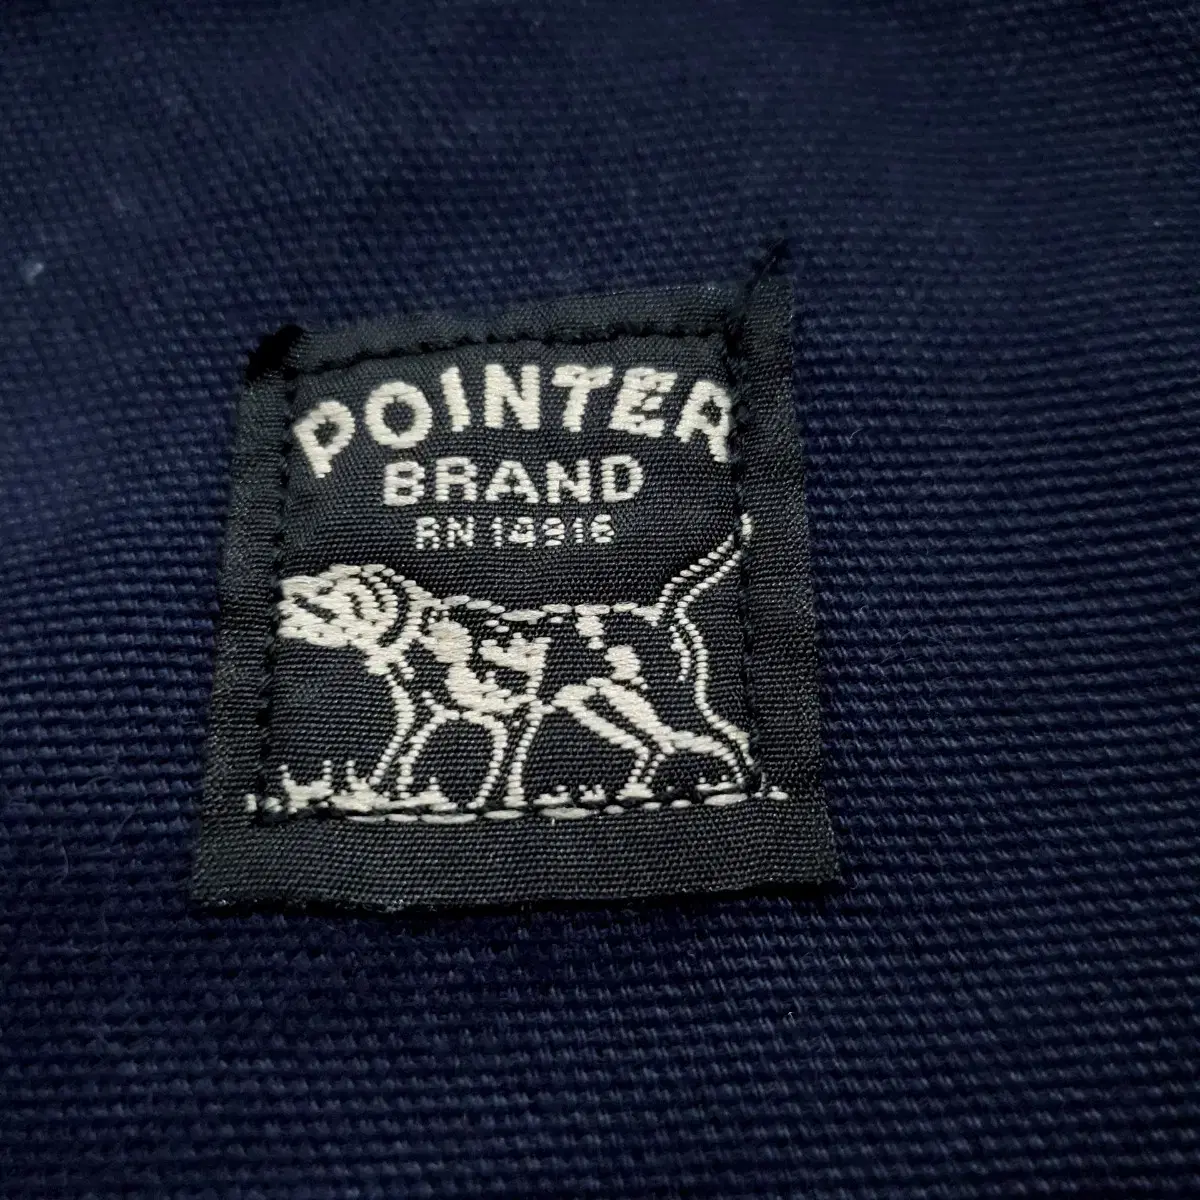 POINTER
BRAND
RN 14916